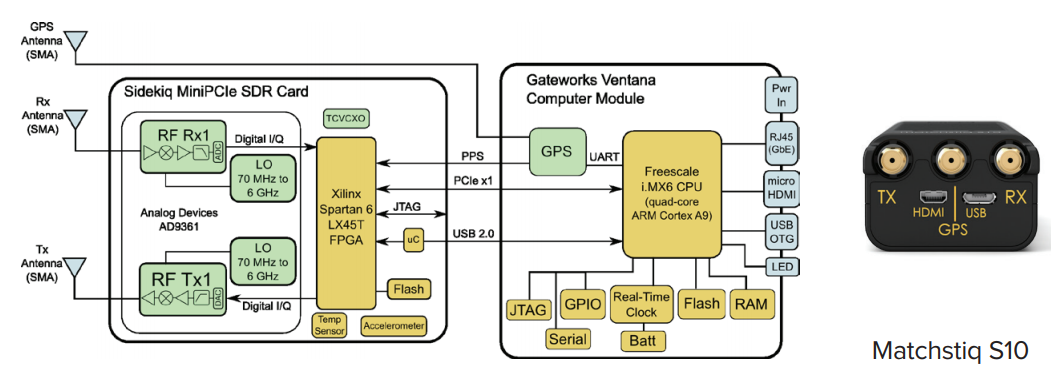 GPS
Antenna
(SMA)
Rx
Antenna
(SMA)
Tx
Antenna
(SMA)
Sidekiq MiniPCIe SDR Card
RF Rx1
ADC
Digital I/Q
LO
70 MHz to
6 GHz
Analog Devices
AD9361
LO
70 MHz to
6 GHz
RF Tx1
DAC
Digital I/Q
TCVCXO
Xilinx
Spartan 6
LX45T
FPGA
uC
Flash
Temp
Sensor
Accelerometer
PPS
PCIe x1
JTAG
USB 2.0
Gateworks Ventana
Computer Module
GPS
UART
Freescale
i.MX6 CPU
(quad-core
ARM Cortex A9)
Pwr
In
RJ45
(GbE)
micro
HDMI
USB
OTG
LED
JTAG
GPIO
Real-Time
Clock
Flash
RAM
Serial
Batt
TX
HDMI
USB
RX
GPS
Matchstiq S10